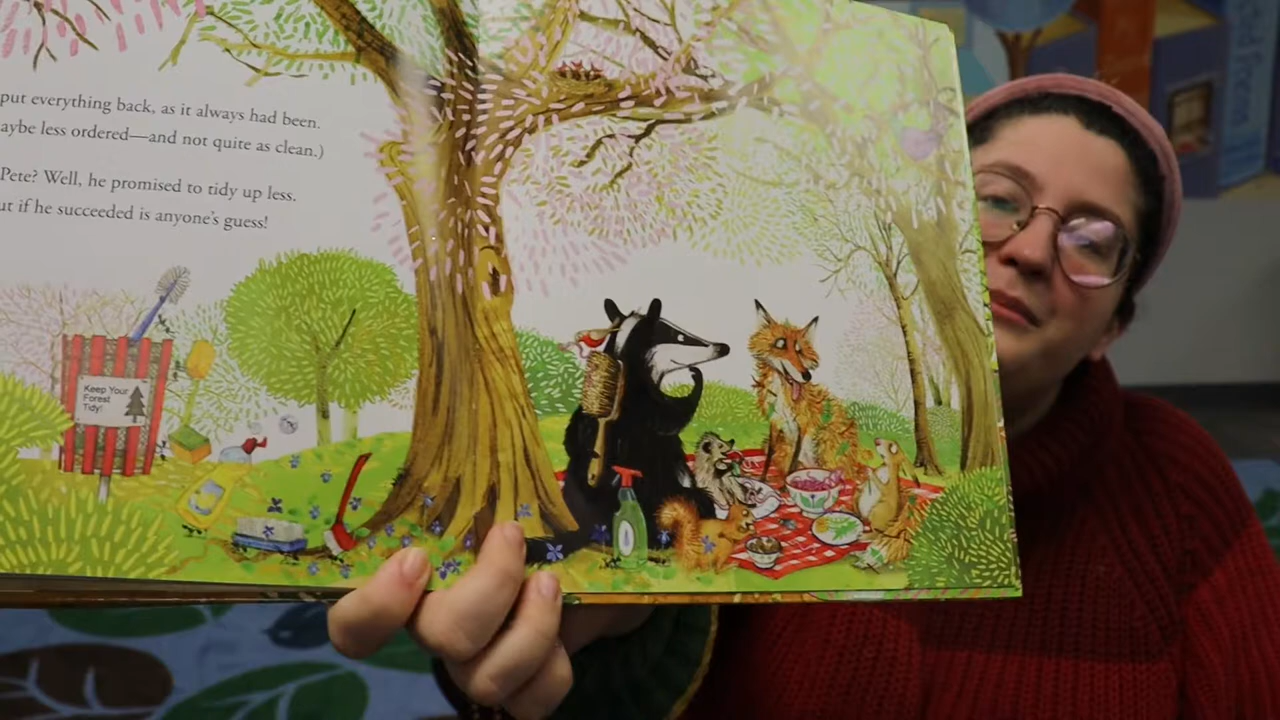 put everything back, as it always had been.
aybe less ordered—and not quite as clean.)
Pete? Well, he promised to tidy up less.
ut if he succeeded is anyone's guess!
Keep Your
Forest
Tidy!